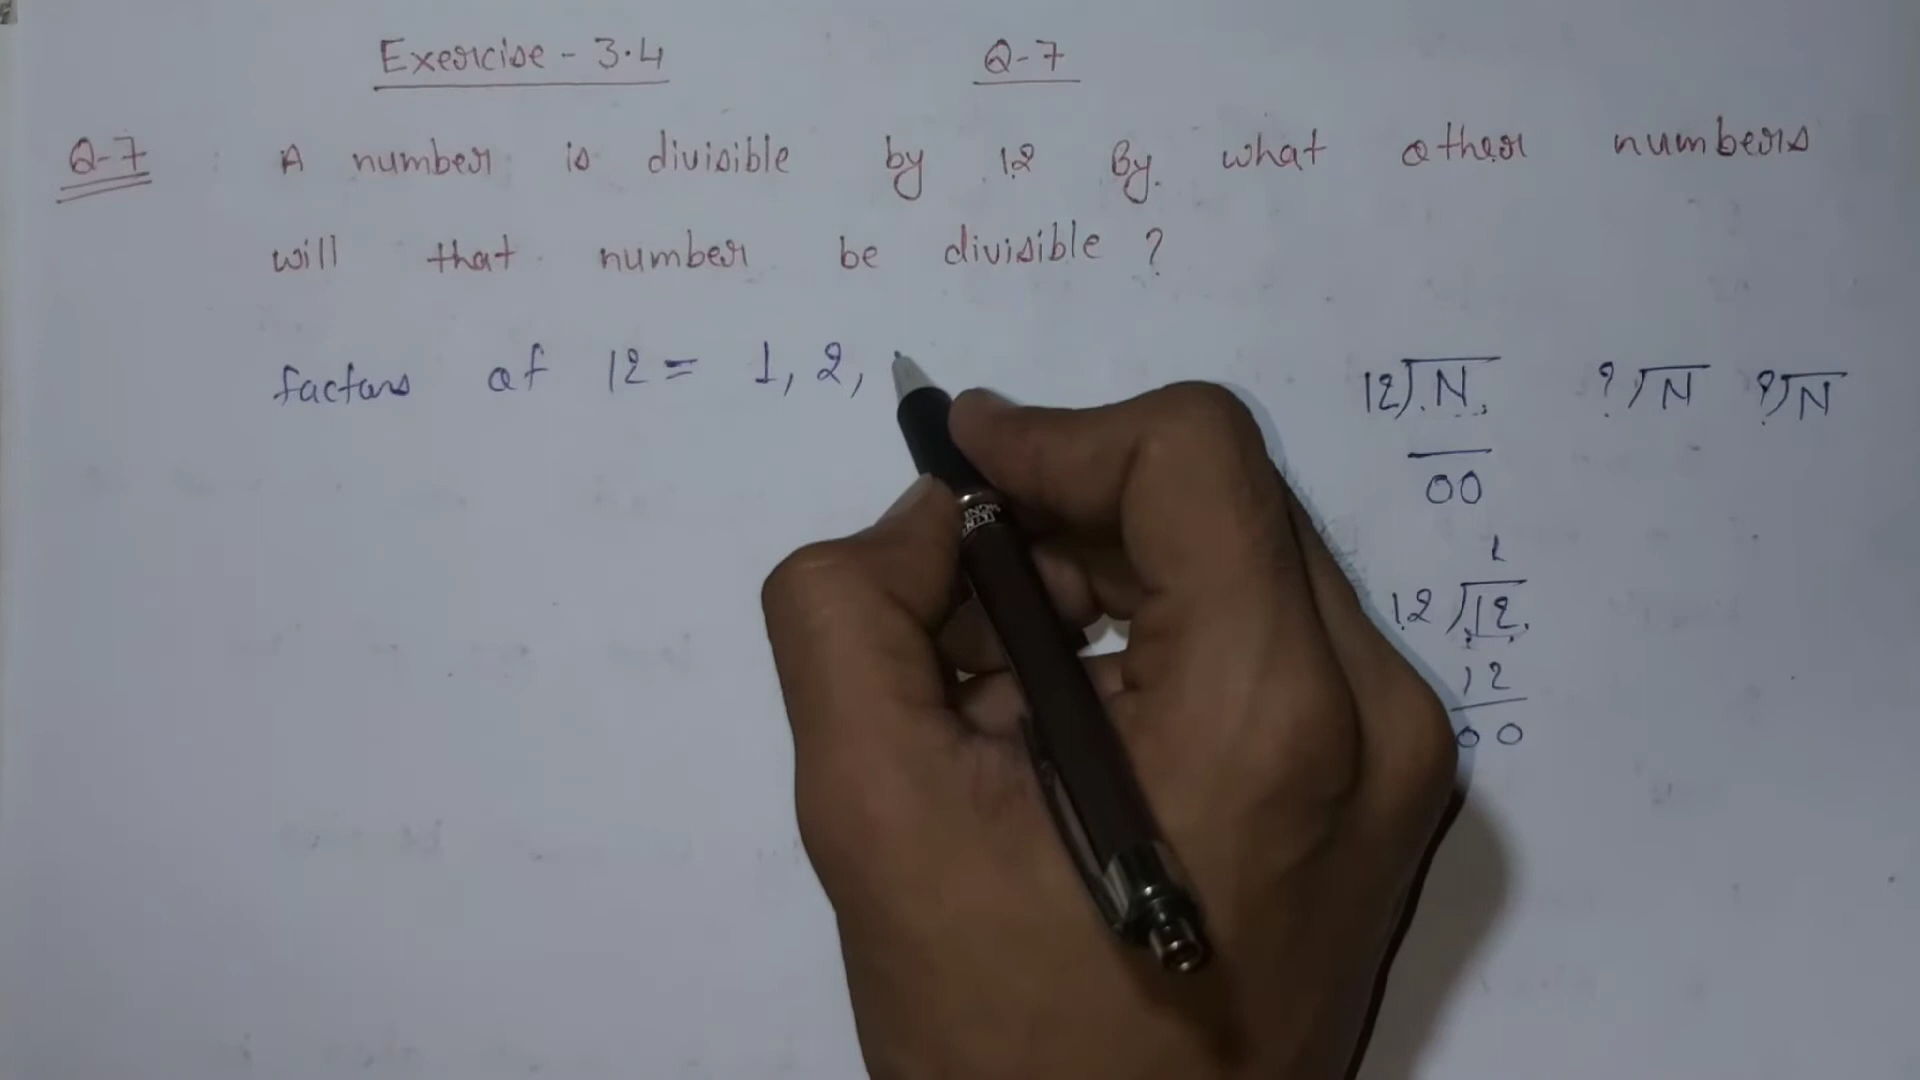 Exercise - 3.4 Q-7
Q-7 A number is divisible by 12 By what other numbers
will that number be divisible ?
factors of 12 = 1, 2,
12)N ?)N ?)N
00
1
12)12
12
00